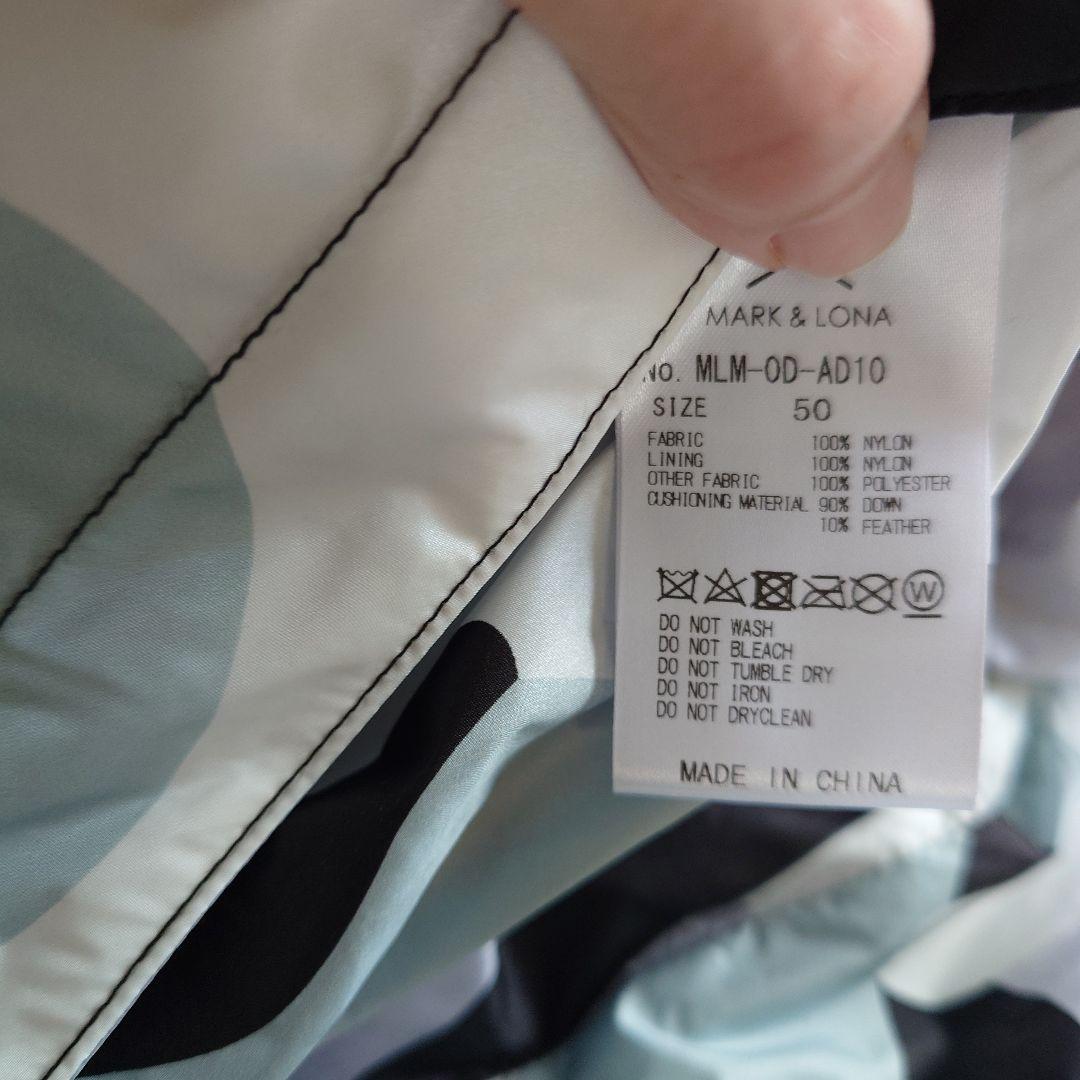 MARK & LONA
No. MLM-OD-AD10
SIZE 50
FABRIC 100% NYLON
LINING 100% NYLON
OTHER FABRIC 100% POLYESTER
CUSHIONING MATERIAL 90% DOWN
10% FEATHER
W
DO NOT WASH
DO NOT BLEACH
DO NOT TUMBLE DRY
DO NOT IRON
DO NOT DRYCLEAN
MADE IN CHINA